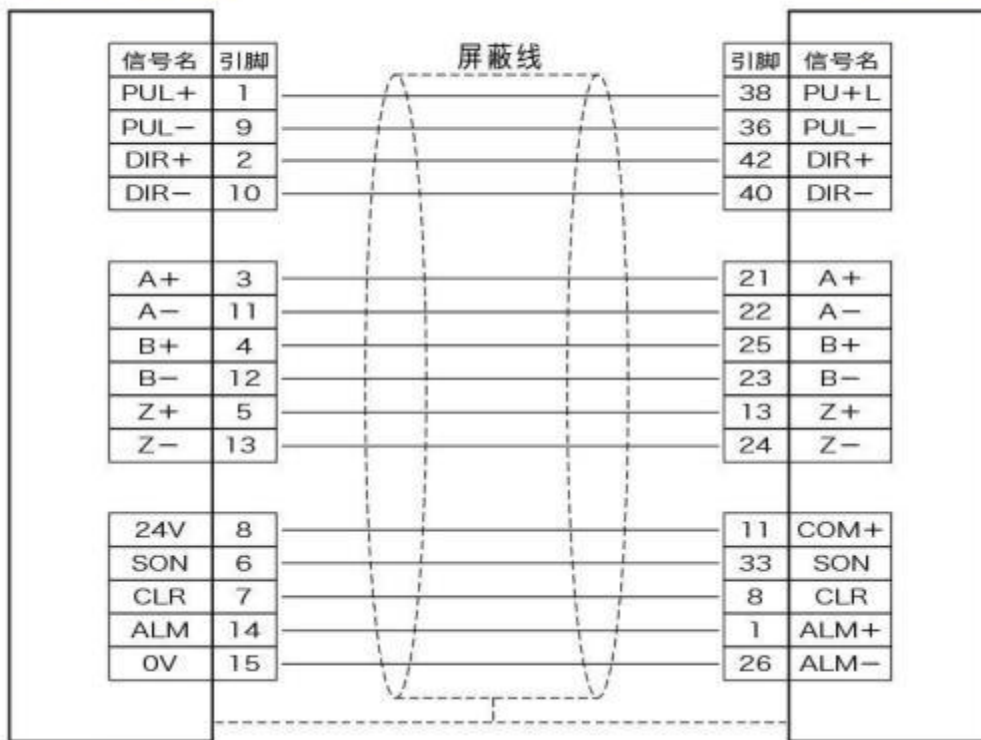 屏蔽线
信号名 引脚 引脚 信号名
PUL+ 1 38 PU+L
PUL- 9 36 PUL-
DIR+ 2 42 DIR+
DIR- 10 40 DIR-
A+ 3 21 A+
A- 11 22 A-
B+ 4 25 B+
B- 12 23 B-
Z+ 5 13 Z+
Z- 13 24 Z-
24V 8 11 COM+
SON 6 33 SON
CLR 7 8 CLR
ALM 14 1 ALM+
0V 15 26 ALM-